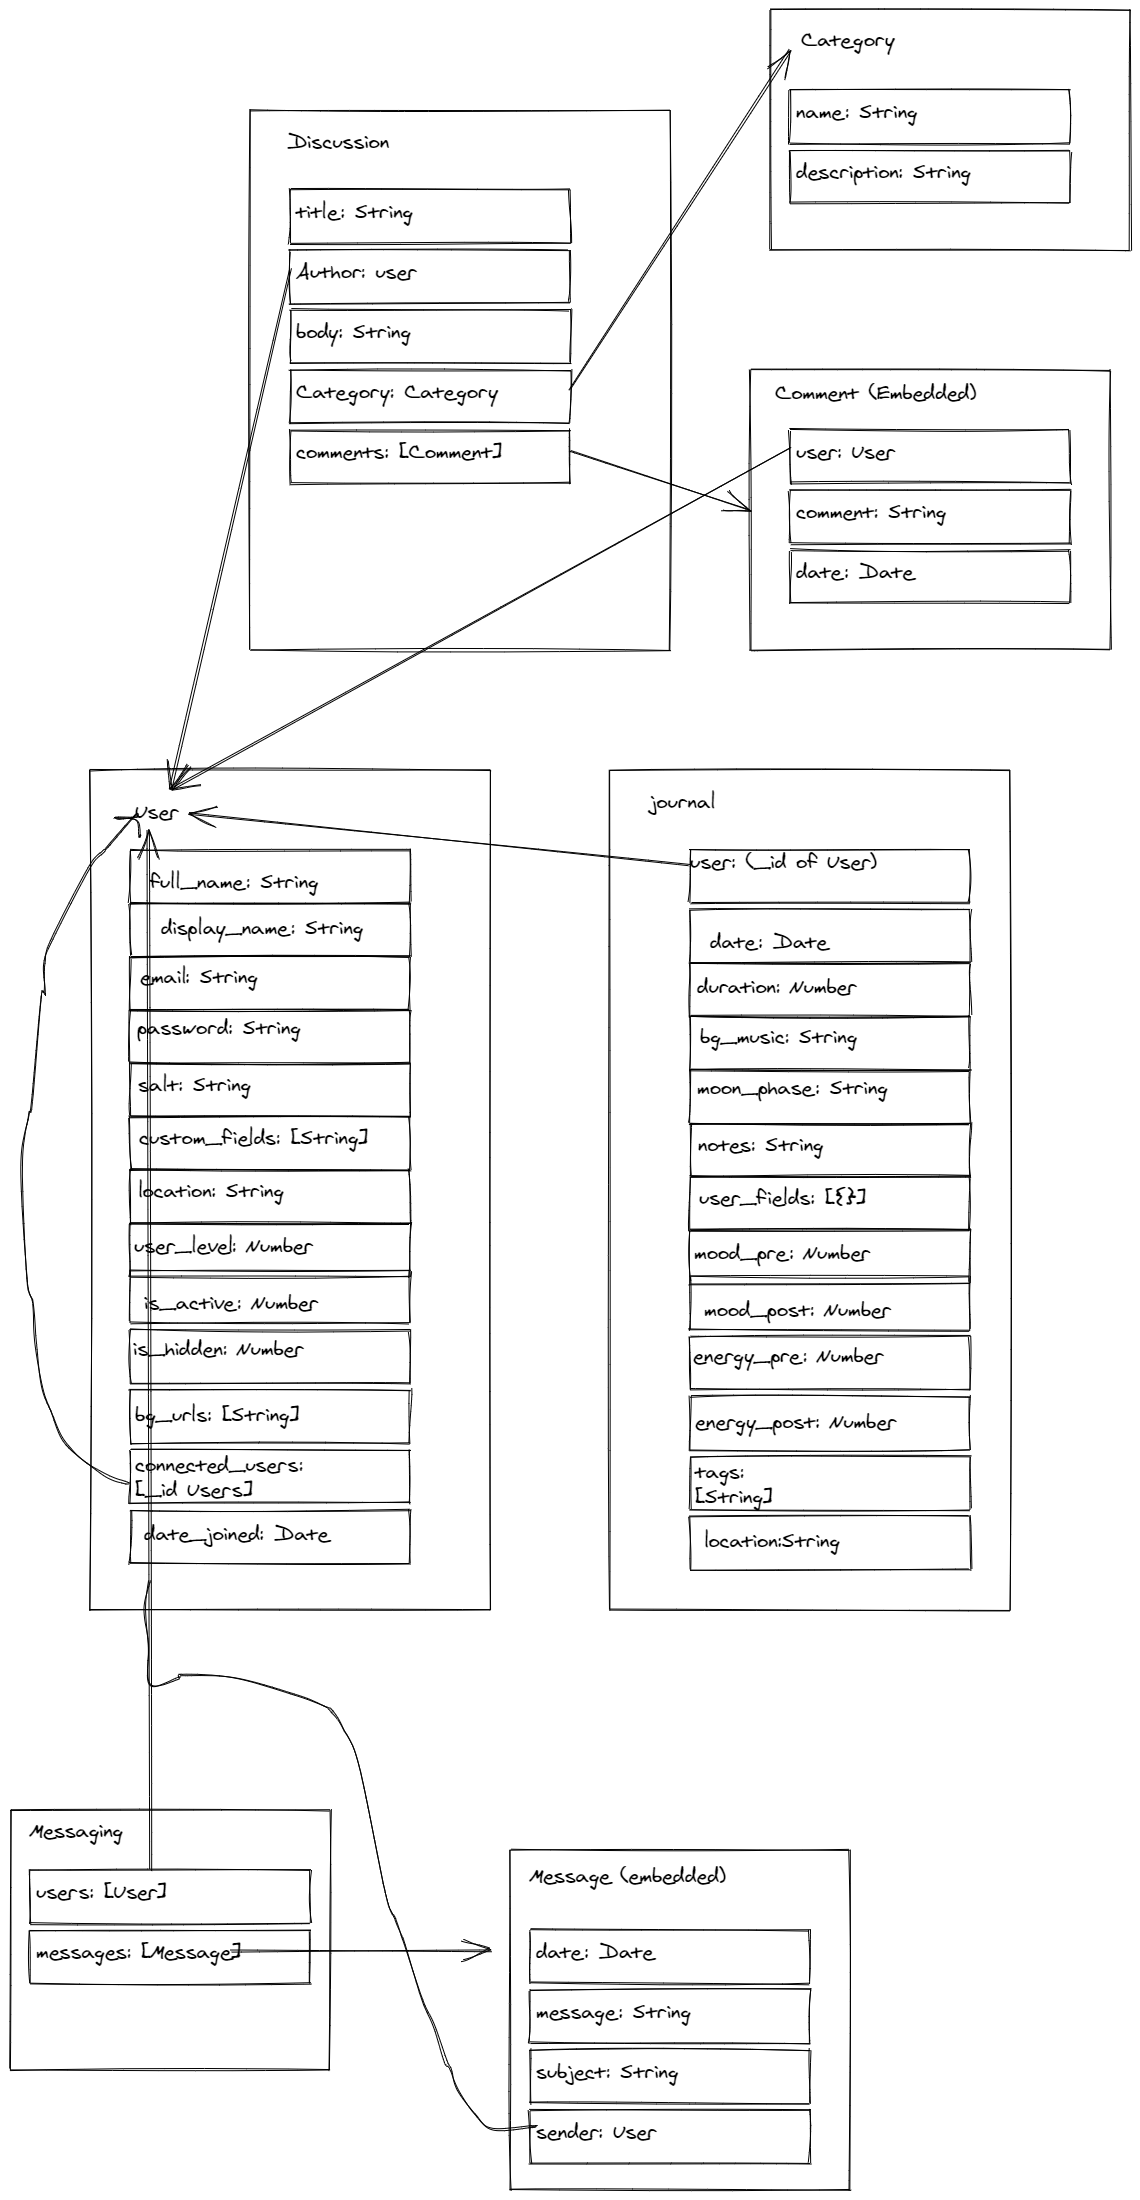 Category
name: String
description: String
Discussion
title: String
Author: user
body: String
Category: Category
comments: [Comment]
Comment (Embedded)
user: User
comment: String
date: Date
User
full_name: String
display_name: String
email: String
password: String
salt: String
custom_fields: [String]
location: String
user_level: Number
is_active: Number
is_hidden: Number
bg_urls: [String]
connected_users:
[_id Users]
date_joined: Date
journal
user: (_id of User)
date: Date
duration: Number
bg_music: String
moon_phase: String
notes: String
user_fields: [{}]
mood_pre: Number
mood_post: Number
energy_pre: Number
energy_post: Number
tags:
[String]
location:String
Messaging
users: [User]
messages: [Message]
Message (embedded)
date: Date
message: String
subject: String
sender: User